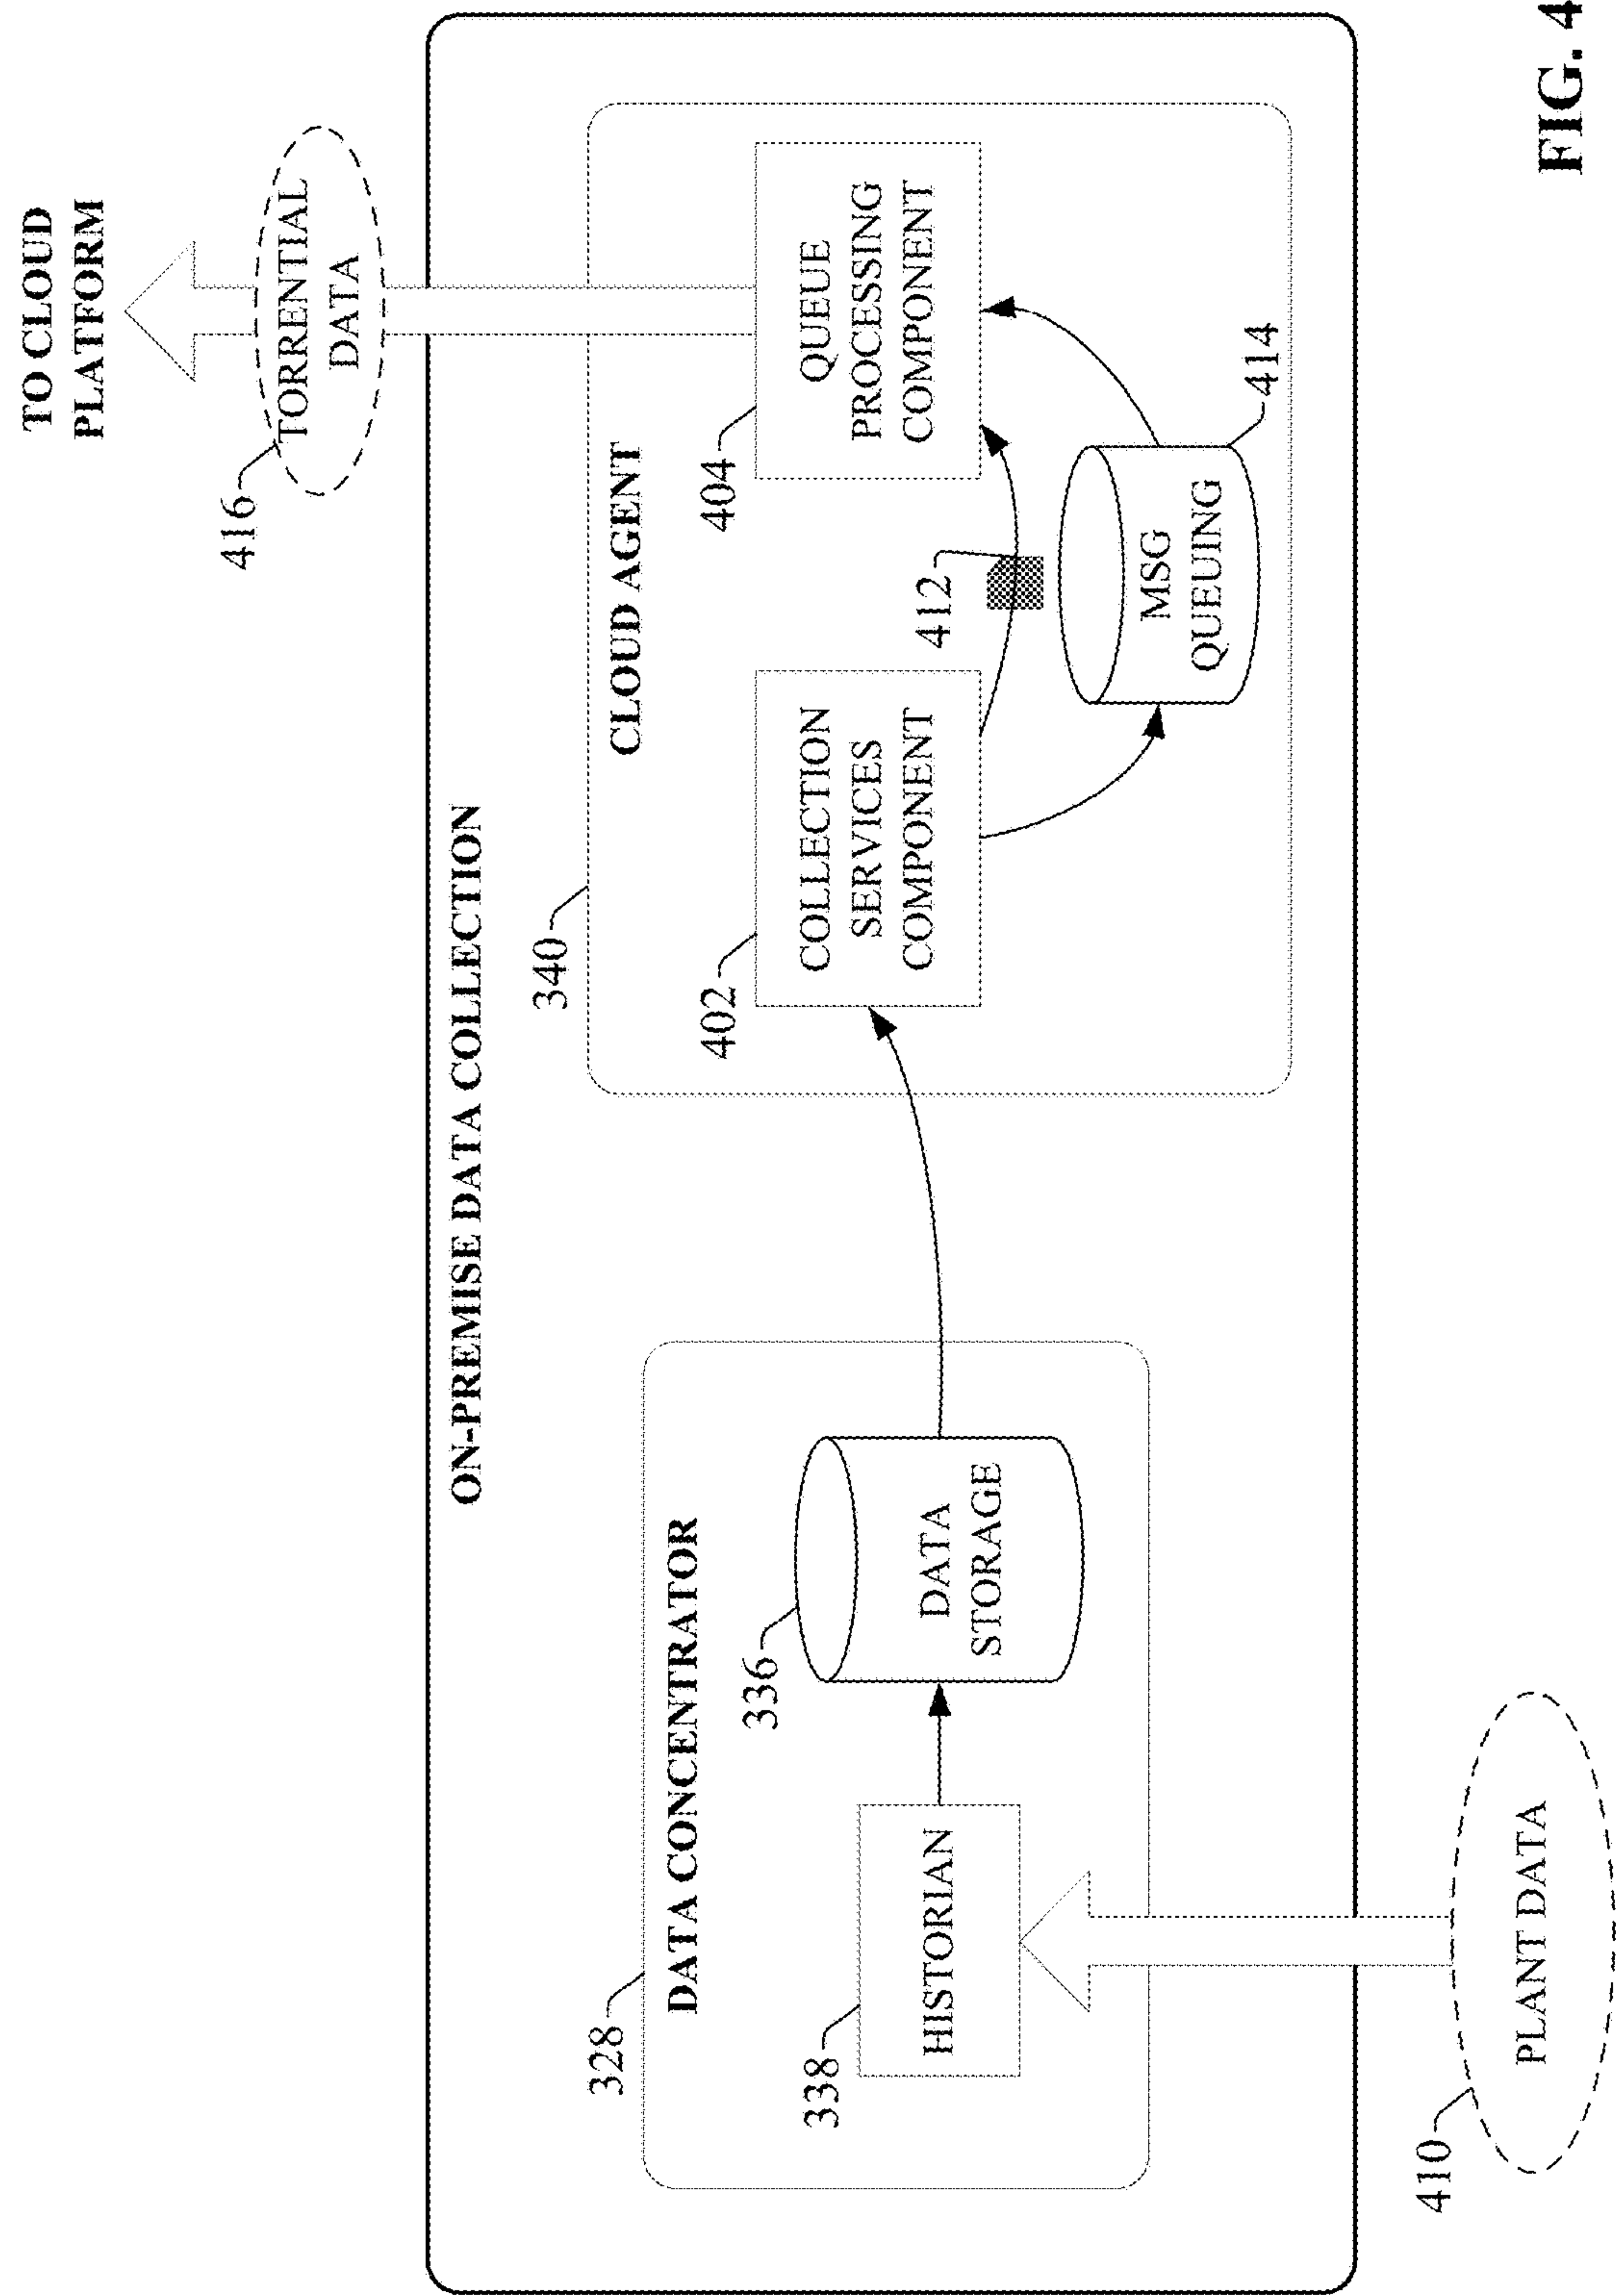 TO CLOUD
PLATFORM
416
TORRENTIAL
DATA
ON-PREMISE DATA COLLECTION
340
CLOUD AGENT
402
COLLECTION
SERVICES
COMPONENT
404
QUEUE
PROCESSING
COMPONENT
412
MSG
QUEUING
414
328
DATA CONCENTRATOR
336
DATA
STORAGE
338
HISTORIAN
410
PLANT DATA
FIG. 4